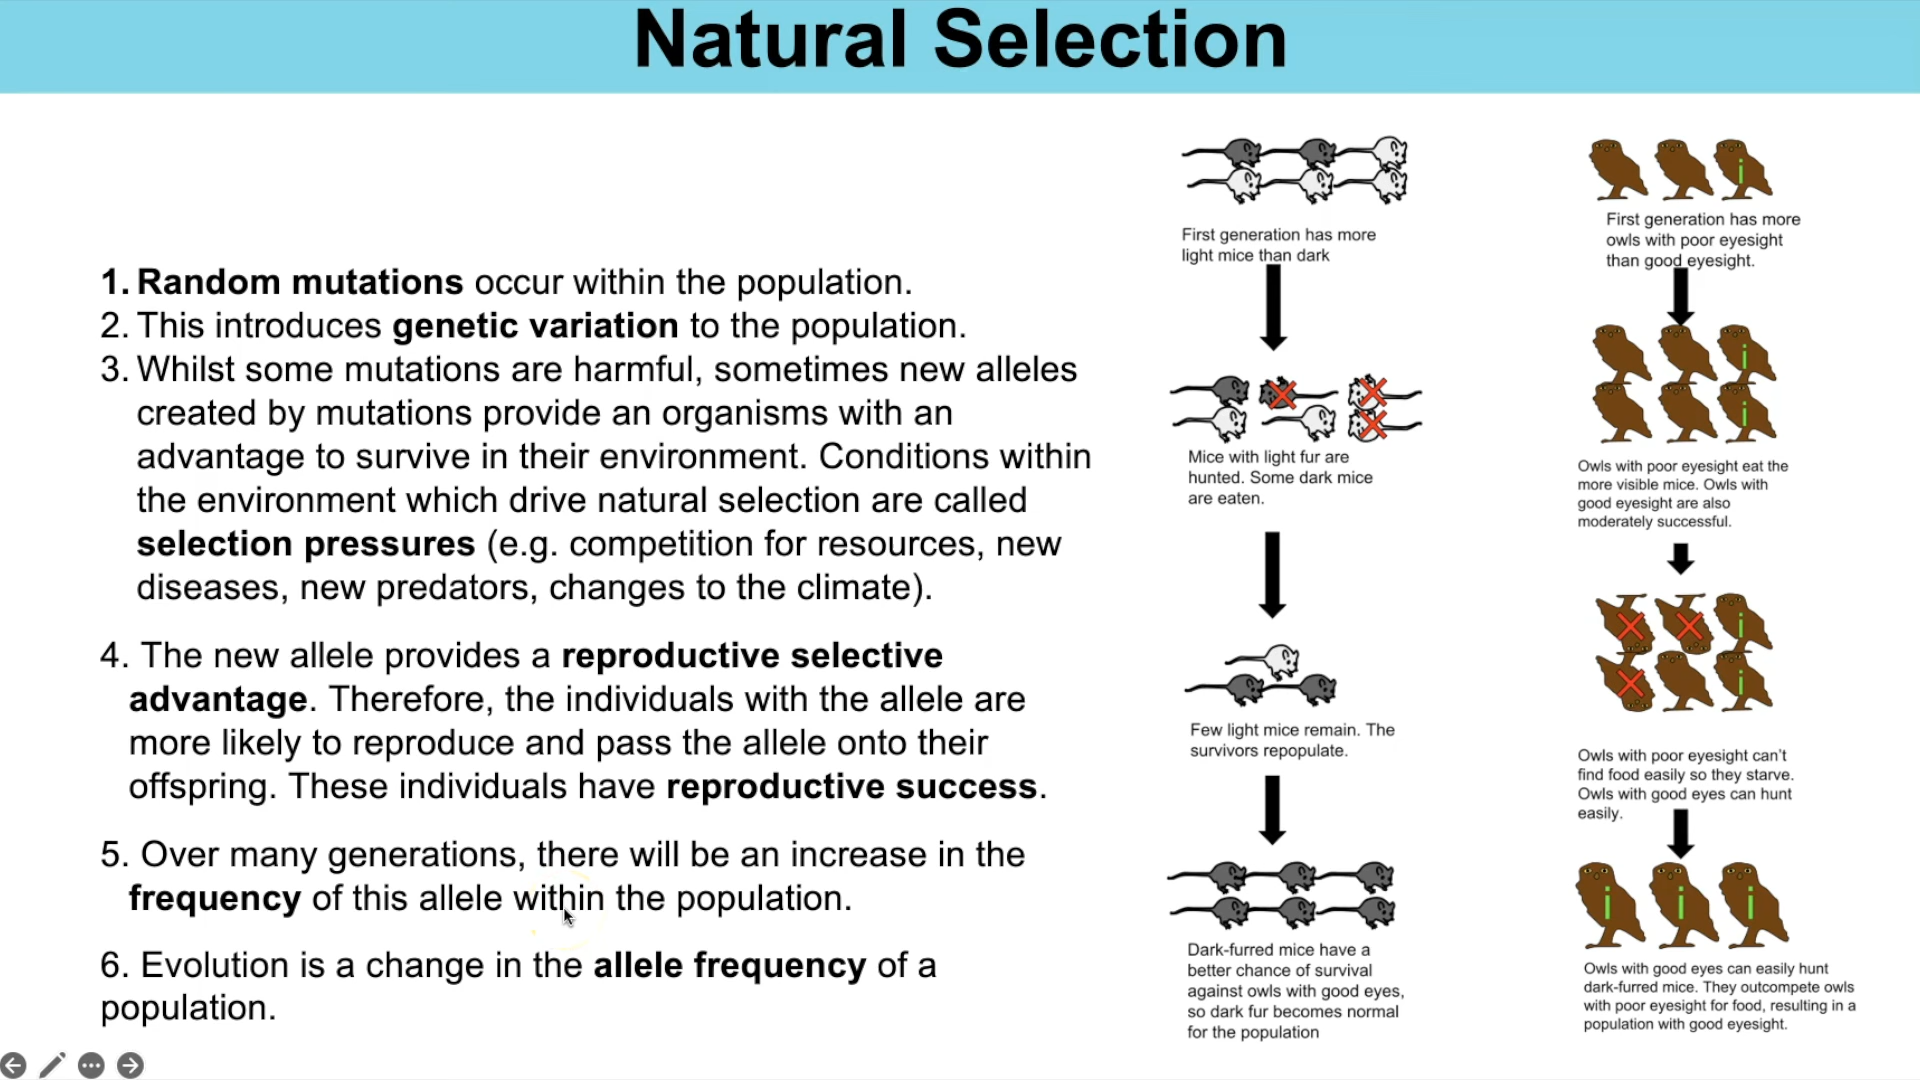 Natural Selection
1. Random mutations occur within the population.
2. This introduces genetic variation to the population.
3. Whilst some mutations are harmful, sometimes new alleles
created by mutations provide an organisms with an
advantage to survive in their environment. Conditions within
the environment which drive natural selection are called
selection pressures (e.g. competition for resources, new
diseases, new predators, changes to the climate).
4. The new allele provides a reproductive selective
advantage. Therefore, the individuals with the allele are
more likely to reproduce and pass the allele onto their
offspring. These individuals have reproductive success.
5. Over many generations, there will be an increase in the
frequency of this allele within the population.
6. Evolution is a change in the allele frequency of a
population.
First generation has more
light mice than dark
Mice with light fur are
hunted. Some dark mice
are eaten.
Few light mice remain. The
survivors repopulate.
Dark-furred mice have a
better chance of survival
against owls with good eyes,
so dark fur becomes normal
for the population
i
First generation has more
owls with poor eyesight
than good eyesight.
i
i
Owls with poor eyesight eat the
more visible mice. Owls with
good eyesight are also
moderately successful.
i
i
Owls with poor eyesight can't
find food easily so they starve.
Owls with good eyes can hunt
easily.
i i i
Owls with good eyes can easily hunt
dark-furred mice. They outcompete owls
with poor eyesight for food, resulting in a
population with good eyesight.